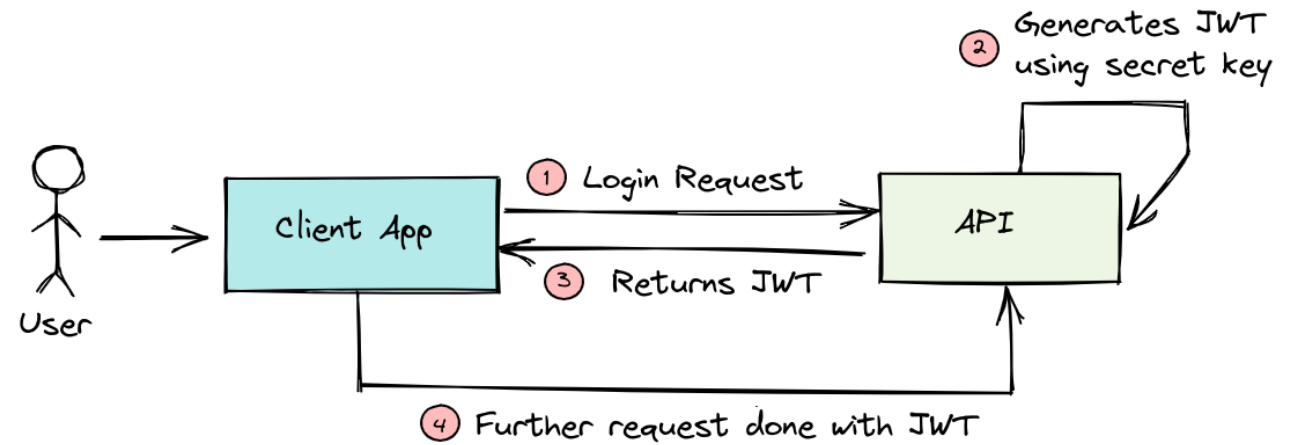 2 Generates JWT
using secret key
1 Login Request
Client App
API
3 Returns JWT
User
4 Further request done with JWT